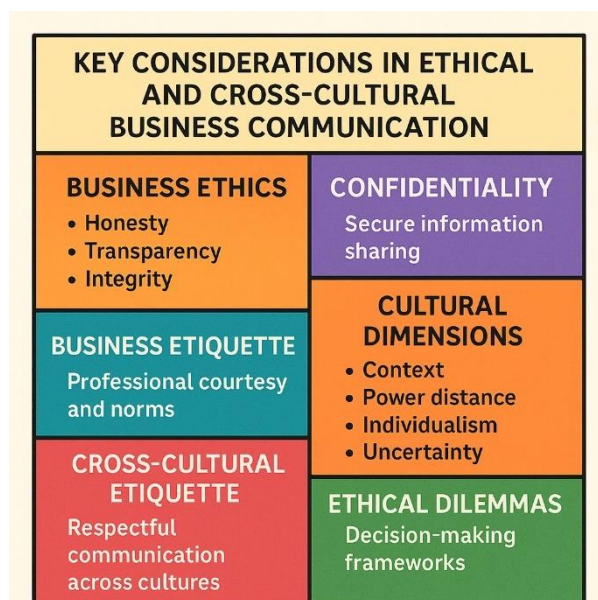 KEY CONSIDERATIONS IN ETHICAL
AND CROSS-CULTURAL
BUSINESS COMMUNICATION
BUSINESS ETHICS
• Honesty
• Transparency
• Integrity
BUSINESS ETIQUETTE
Professional courtesy
and norms
CROSS-CULTURAL
ETIQUETTE
Respectful
communication
across cultures
CONFIDENTIALITY
Secure information
sharing
CULTURAL
DIMENSIONS
• Context
• Power distance
• Individualism
• Uncertainty
ETHICAL DILEMMAS
Decision-making
frameworks